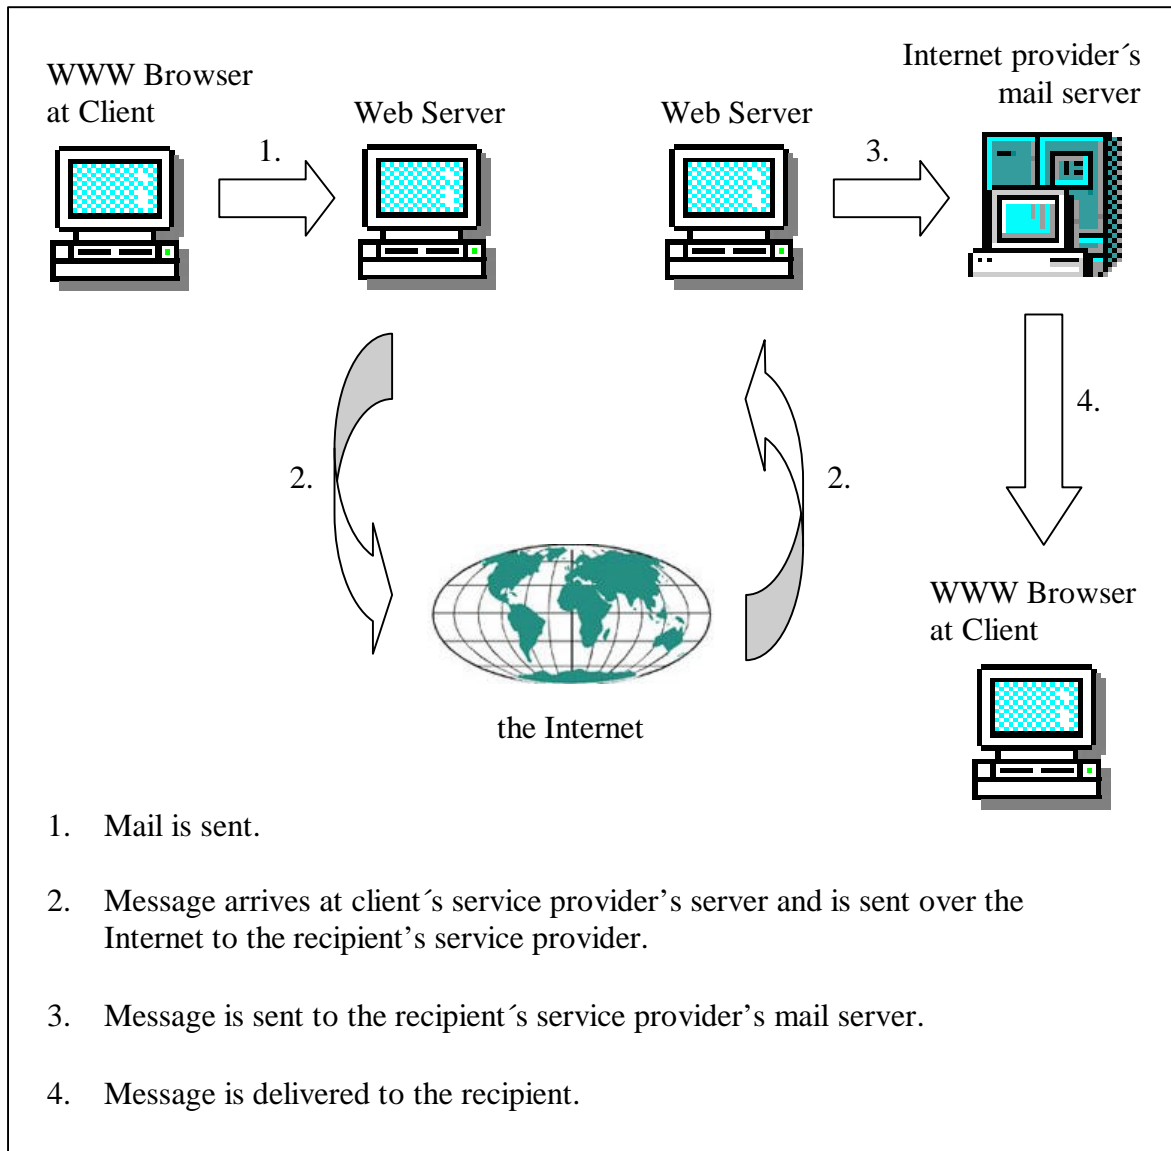 WWW Browser
at Client
Web Server
Web Server
Internet provider´s
mail server
1.
3.
2.
2.
4.
the Internet
WWW Browser
at Client
1. Mail is sent.
2. Message arrives at client´s service provider’s server and is sent over the
Internet to the recipient’s service provider.
3. Message is sent to the recipient´s service provider’s mail server.
4. Message is delivered to the recipient.